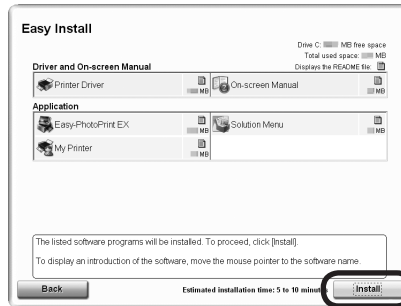 Easy Install
Drive C: MB free space
Total used space: MB
Driver and On-screen Manual
Displays the README file:
Printer Driver
MB
On-screen Manual
MB
Application
Easy-PhotoPrint EX
MB
Solution Menu
MB
My Printer
MB
The listed software programs will be installed. To proceed, click [Install].
To display an introduction of the software, move the mouse pointer to the software name.
Back
Estimated installation time: 5 to 10 minutes
Install